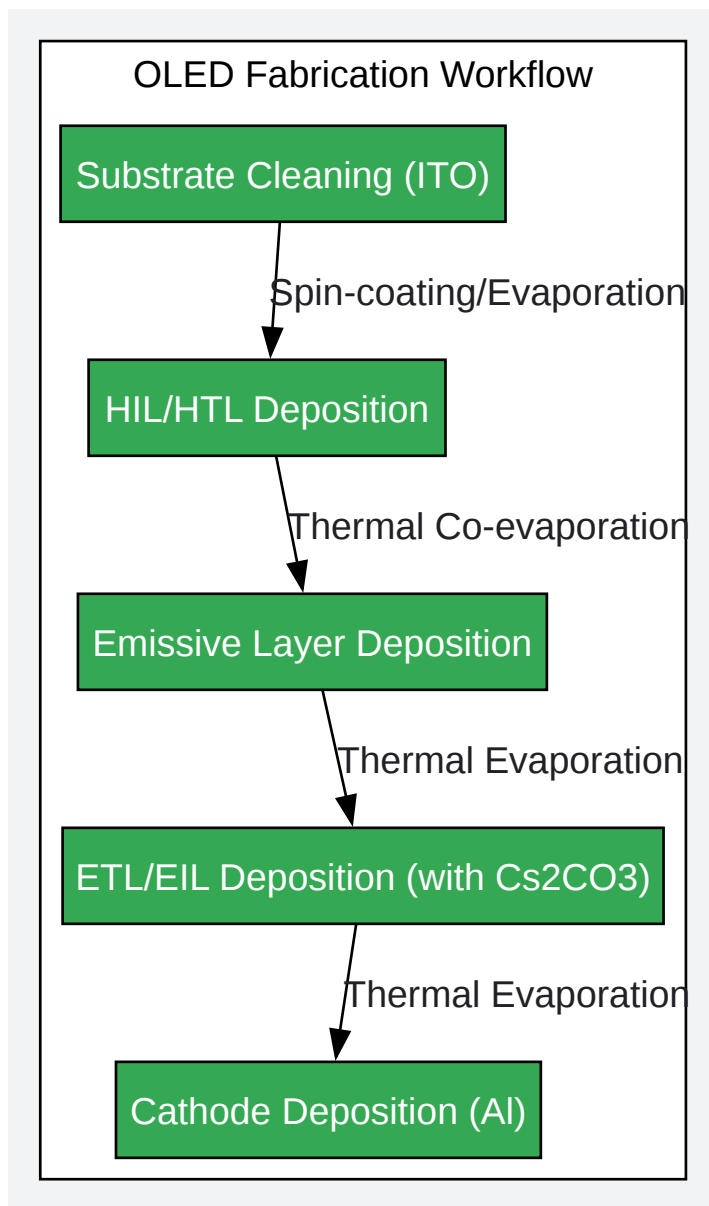 OLED Fabrication Workflow
Substrate Cleaning (ITO)
Spin-coating/Evaporation
HIL/HTL Deposition
Thermal Co-evaporation
Emissive Layer Deposition
Thermal Evaporation
ETL/EIL Deposition (with Cs2CO3)
Thermal Evaporation
Cathode Deposition (Al)